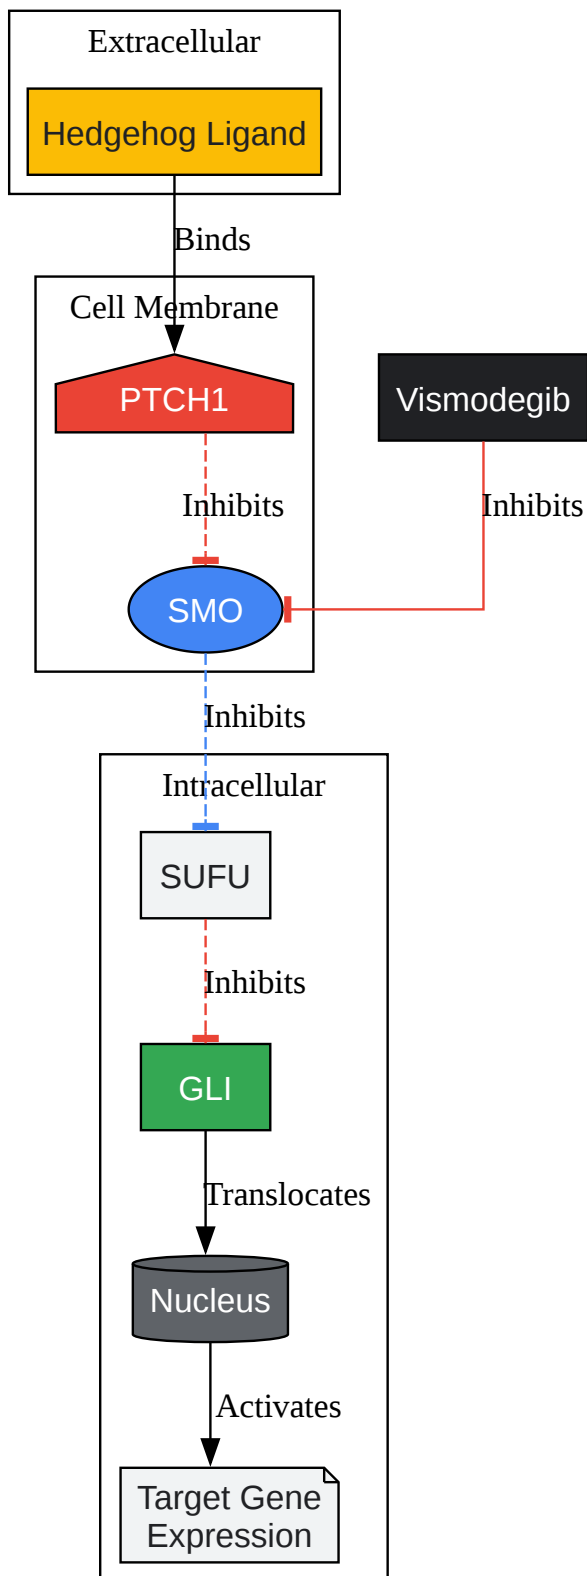 Extracellular
Hedgehog Ligand
Binds
Cell Membrane
PTCH1
Vismodegib
Inhibits
Inhibits
SMO
Inhibits
Intracellular
SUFU
Inhibits
GLI
Translocates
Nucleus
Activates
Target Gene
Expression